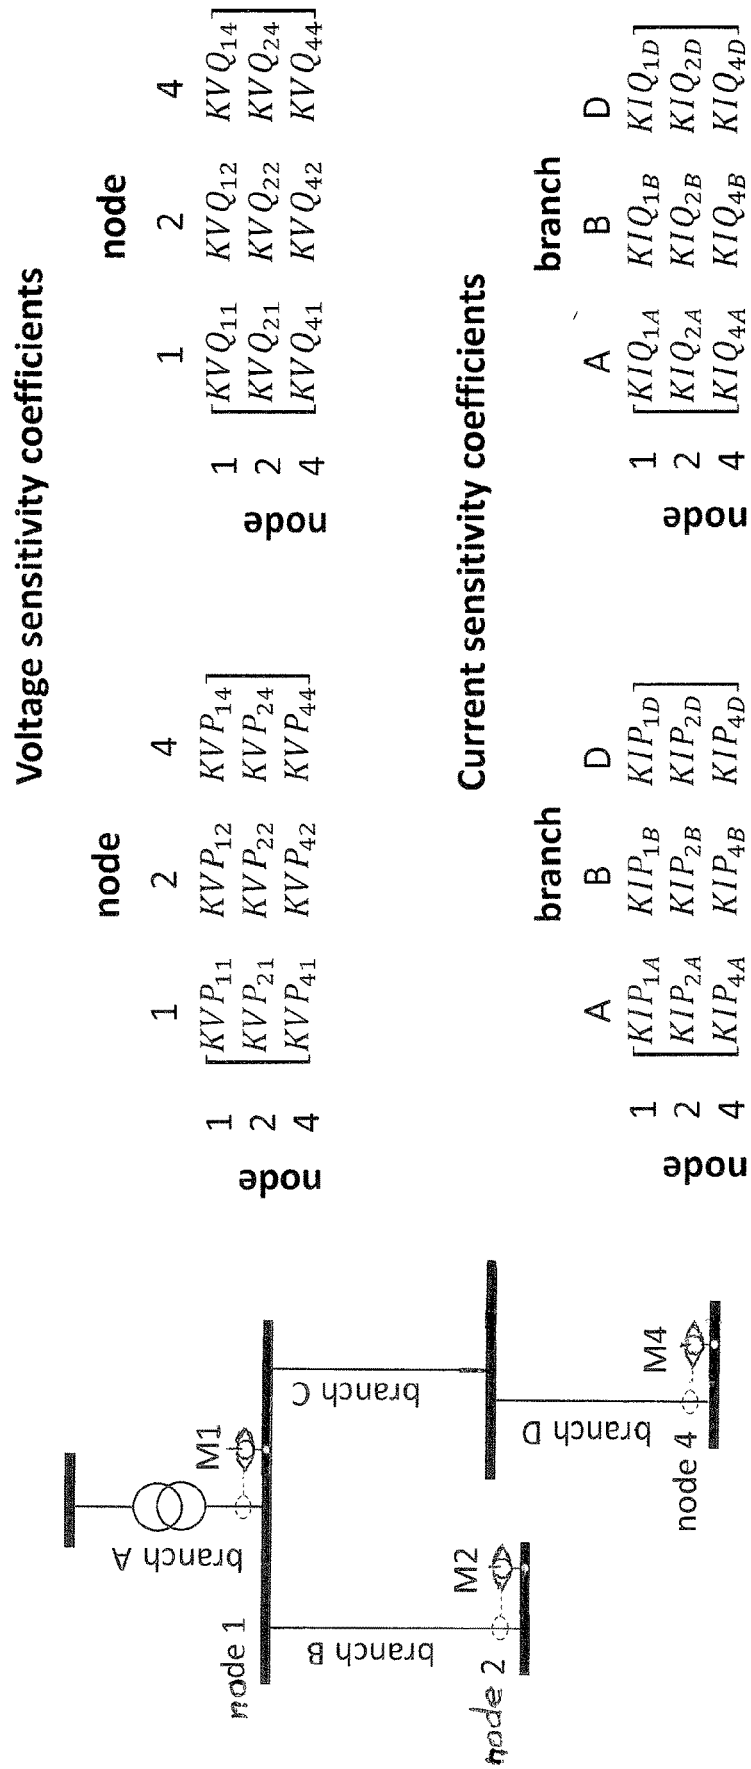 Voltage sensitivity coefficients
node
1 2 4
node
1 KVP11 KVP12 KVP14
2 KVP21 KVP22 KVP24
4 KVP41 KVP42 KVP44
node
1 2 4
node
1 KVQ11 KVQ12 KVQ14
2 KVQ21 KVQ22 KVQ24
4 KVQ41 KVQ42 KVQ44
Current sensitivity coefficients
branch
A B D
node
1 KIP1A KIP1B KIP1D
2 KIP2A KIP2B KIP2D
4 KIP4A KIP4B KIP4D
branch
A B D
node
1 KIQ1A KIQ1B KIQ1D
2 KIQ2A KIQ2B KIQ2D
4 KIQ4A KIQ4B KIQ4D
branch A
M1
node 1
branch B
branch C
M2
node 2
branch D
M4
node 4